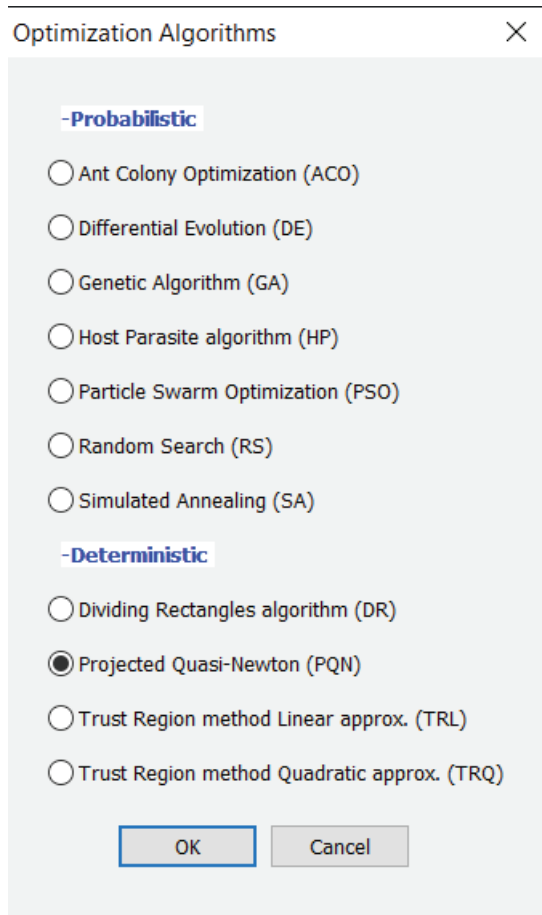 Optimization Algorithms
-Probabilistic
Ant Colony Optimization (ACO)
Differential Evolution (DE)
Genetic Algorithm (GA)
Host Parasite algorithm (HP)
Particle Swarm Optimization (PSO)
Random Search (RS)
Simulated Annealing (SA)
-Deterministic
Dividing Rectangles algorithm (DR)
Projected Quasi-Newton (PQN)
Trust Region method Linear approx. (TRL)
Trust Region method Quadratic approx. (TRQ)
OK Cancel